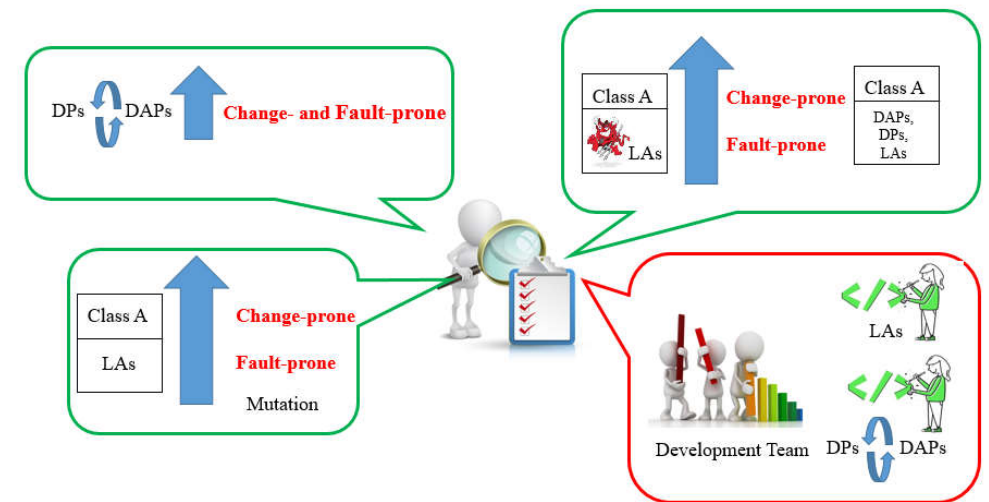 DPs
DAPs
Change- and Fault-prone
Class A
LAs
Change-prone
Fault-prone
Class A
DAPs,
DPs,
LAs
Class A
LAs
Change-prone
Fault-prone
Mutation
</>
LAs
</>
Development Team
DPs
DAPs